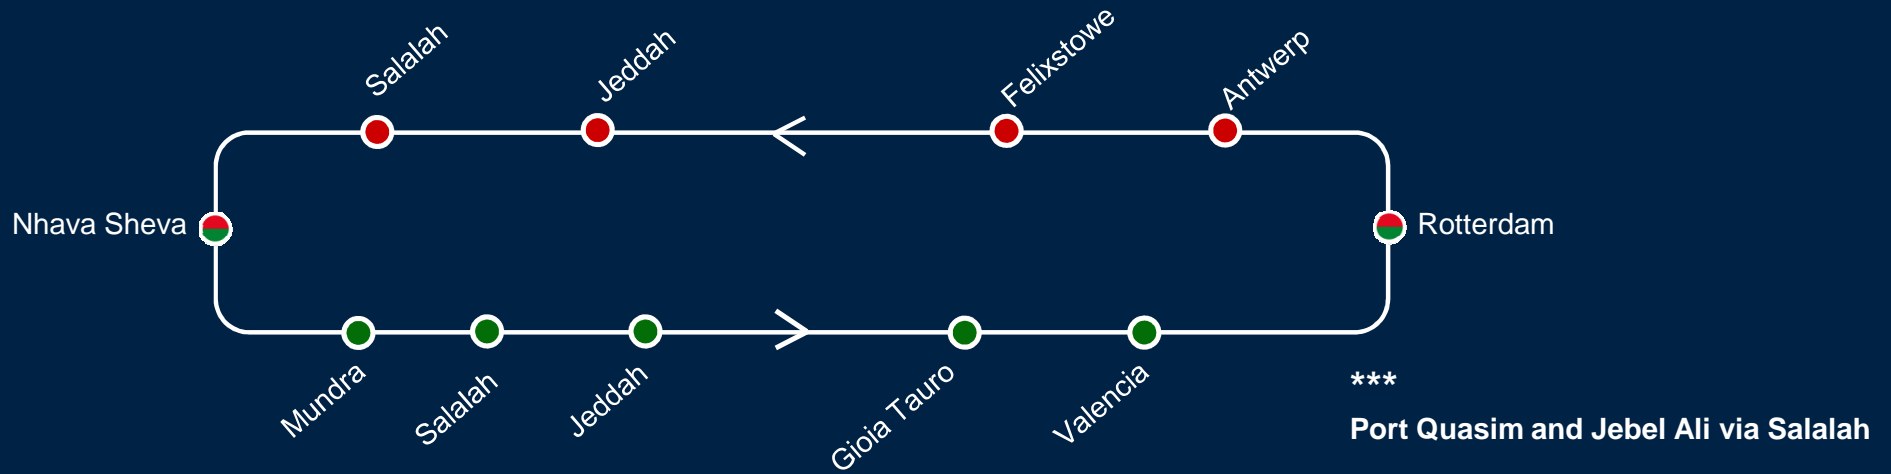 Salalah
Jeddah
Felixstowe
Antwerp
Nhava Sheva
Rotterdam
Mundra
Salalah
Jeddah
Gioia Tauro
Valencia
***
Port Quasim and Jebel Ali via Salalah